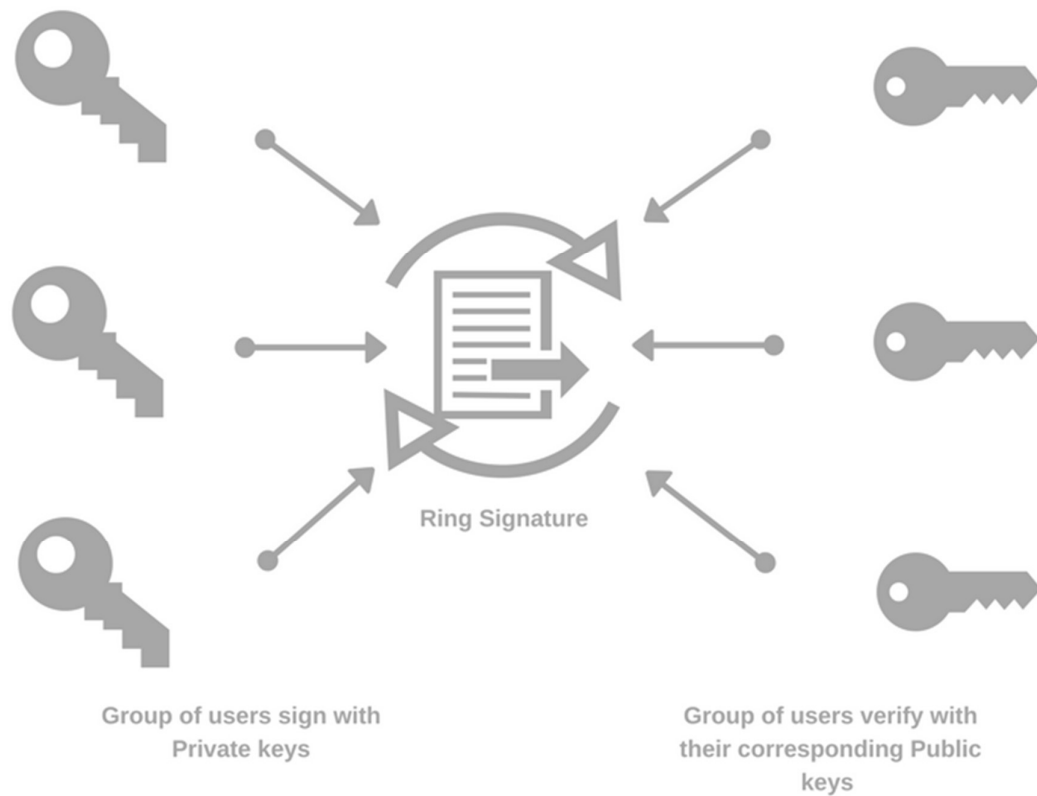 Ring Signature
Group of users sign with
Private keys
Group of users verify with
their corresponding Public
keys